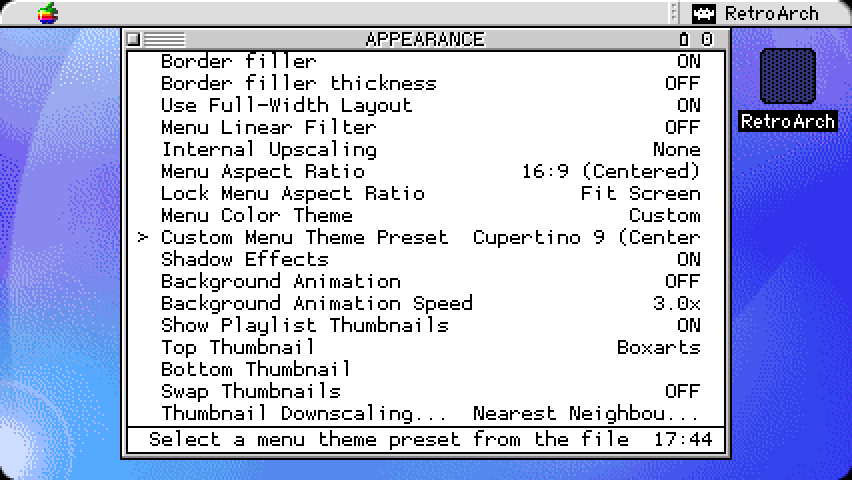 RetroArch
APPEARANCE 0
Border filler ON
Border filler thickness OFF
Use Full-Width Layout ON
Menu Linear Filter OFF
Internal Upscaling None
Menu Aspect Ratio 16:9 (Centered)
Lock Menu Aspect Ratio Fit Screen
Menu Color Theme Custom
> Custom Menu Theme Preset Cupertino 9 (Center
Shadow Effects ON
Background Animation OFF
Background Animation Speed 3.0x
Show Playlist Thumbnails ON
Top Thumbnail Boxarts
Bottom Thumbnail
Swap Thumbnails OFF
Thumbnail Downscaling... Nearest Neighbou...
Select a menu theme preset from the file 17:44
RetroArch